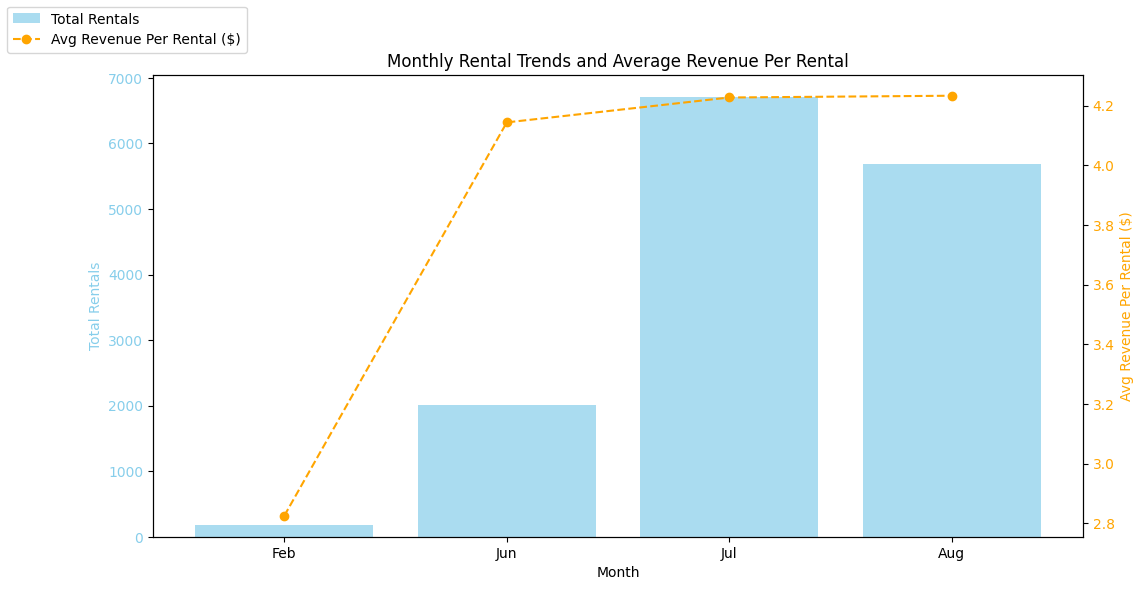 Total Rentals
Avg Revenue Per Rental ($)
Monthly Rental Trends and Average Revenue Per Rental
7000
6000
5000
4000
3000
2000
1000
0
Total Rentals
4.2
4.0
3.8
3.6
3.4
3.2
3.0
2.8
Avg Revenue Per Rental ($)
Feb Jun Jul Aug
Month